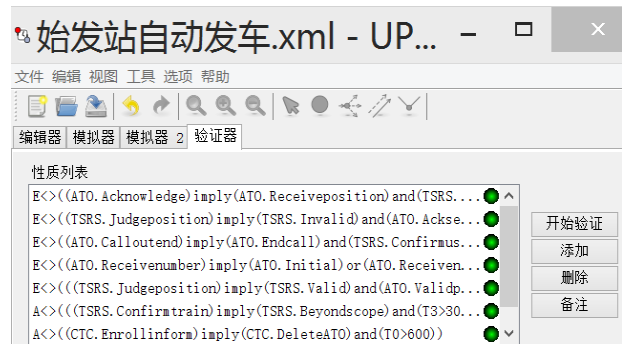 始发站自动发车.xml - UP...
文件 编辑 视图 工具 选项 帮助
编辑器 模拟器 模拟器 2 验证器
性质列表
E<>((ATO.Acknowledge)imply(ATO.Receiveposition)and(TSRS....
E<>((TSRS.Judgeposition)imply(TSRS.Invalid)and(ATO.Ackse...
E<>((ATO.Calloutend)imply(ATO.Endcall)and(TSRS.Confirmus...
E<>((ATO.Receivenumber)imply(ATO.Initial)or(ATO.Receiven...
E<>(((TSRS.Judgeposition)imply(TSRS.Valid)and(ATO.Validp...
A<>(((TSRS.Confirmtrain)imply(TSRS.Beyondscope)and(T3>30...
A<>((CTC.Enrollinform)imply(CTC.DeleteATO)and(T0>600))
开始验证
添加
删除
备注